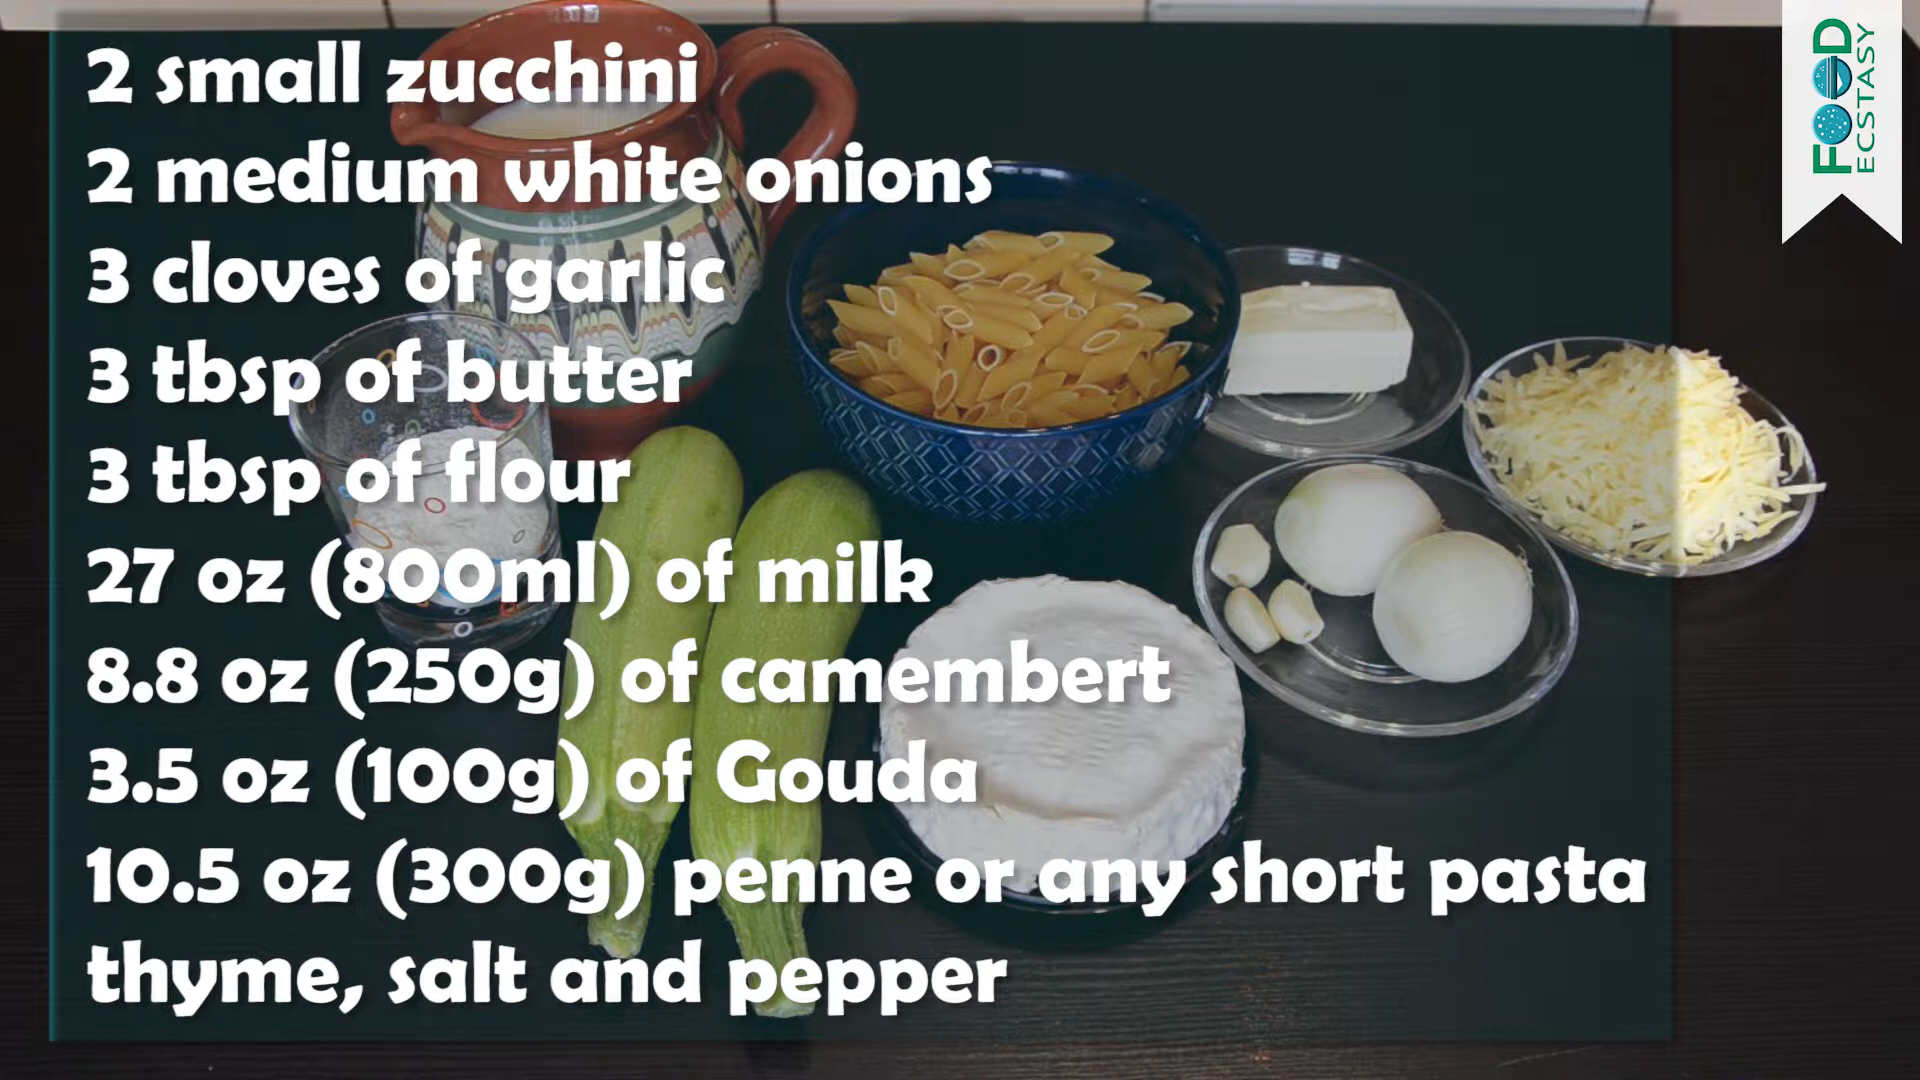 2 small zucchini
2 medium white onions
3 cloves of garlic
3 tbsp of butter
3 tbsp of flour
27 oz (800ml) of milk
8.8 oz (250g) of camembert
3.5 oz (100g) of Gouda
10.5 oz (300g) penne or any short pasta
thyme, salt and pepper
FOOD
ECSTASY